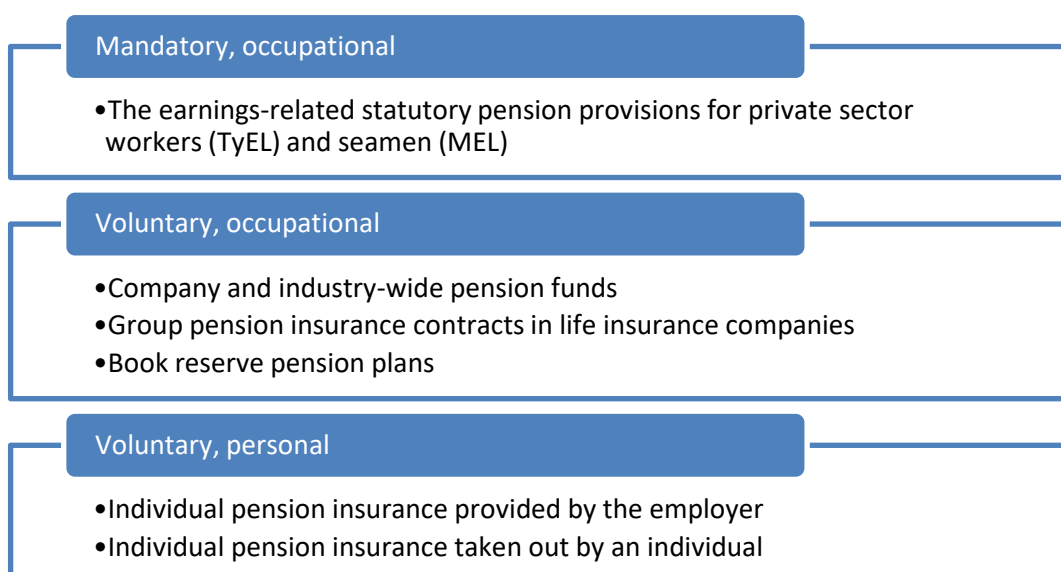 Mandatory, occupational
•The earnings-related statutory pension provisions for private sector
workers (TyEL) and seamen (MEL)
Voluntary, occupational
•Company and industry-wide pension funds
•Group pension insurance contracts in life insurance companies
•Book reserve pension plans
Voluntary, personal
•Individual pension insurance provided by the employer
•Individual pension insurance taken out by an individual